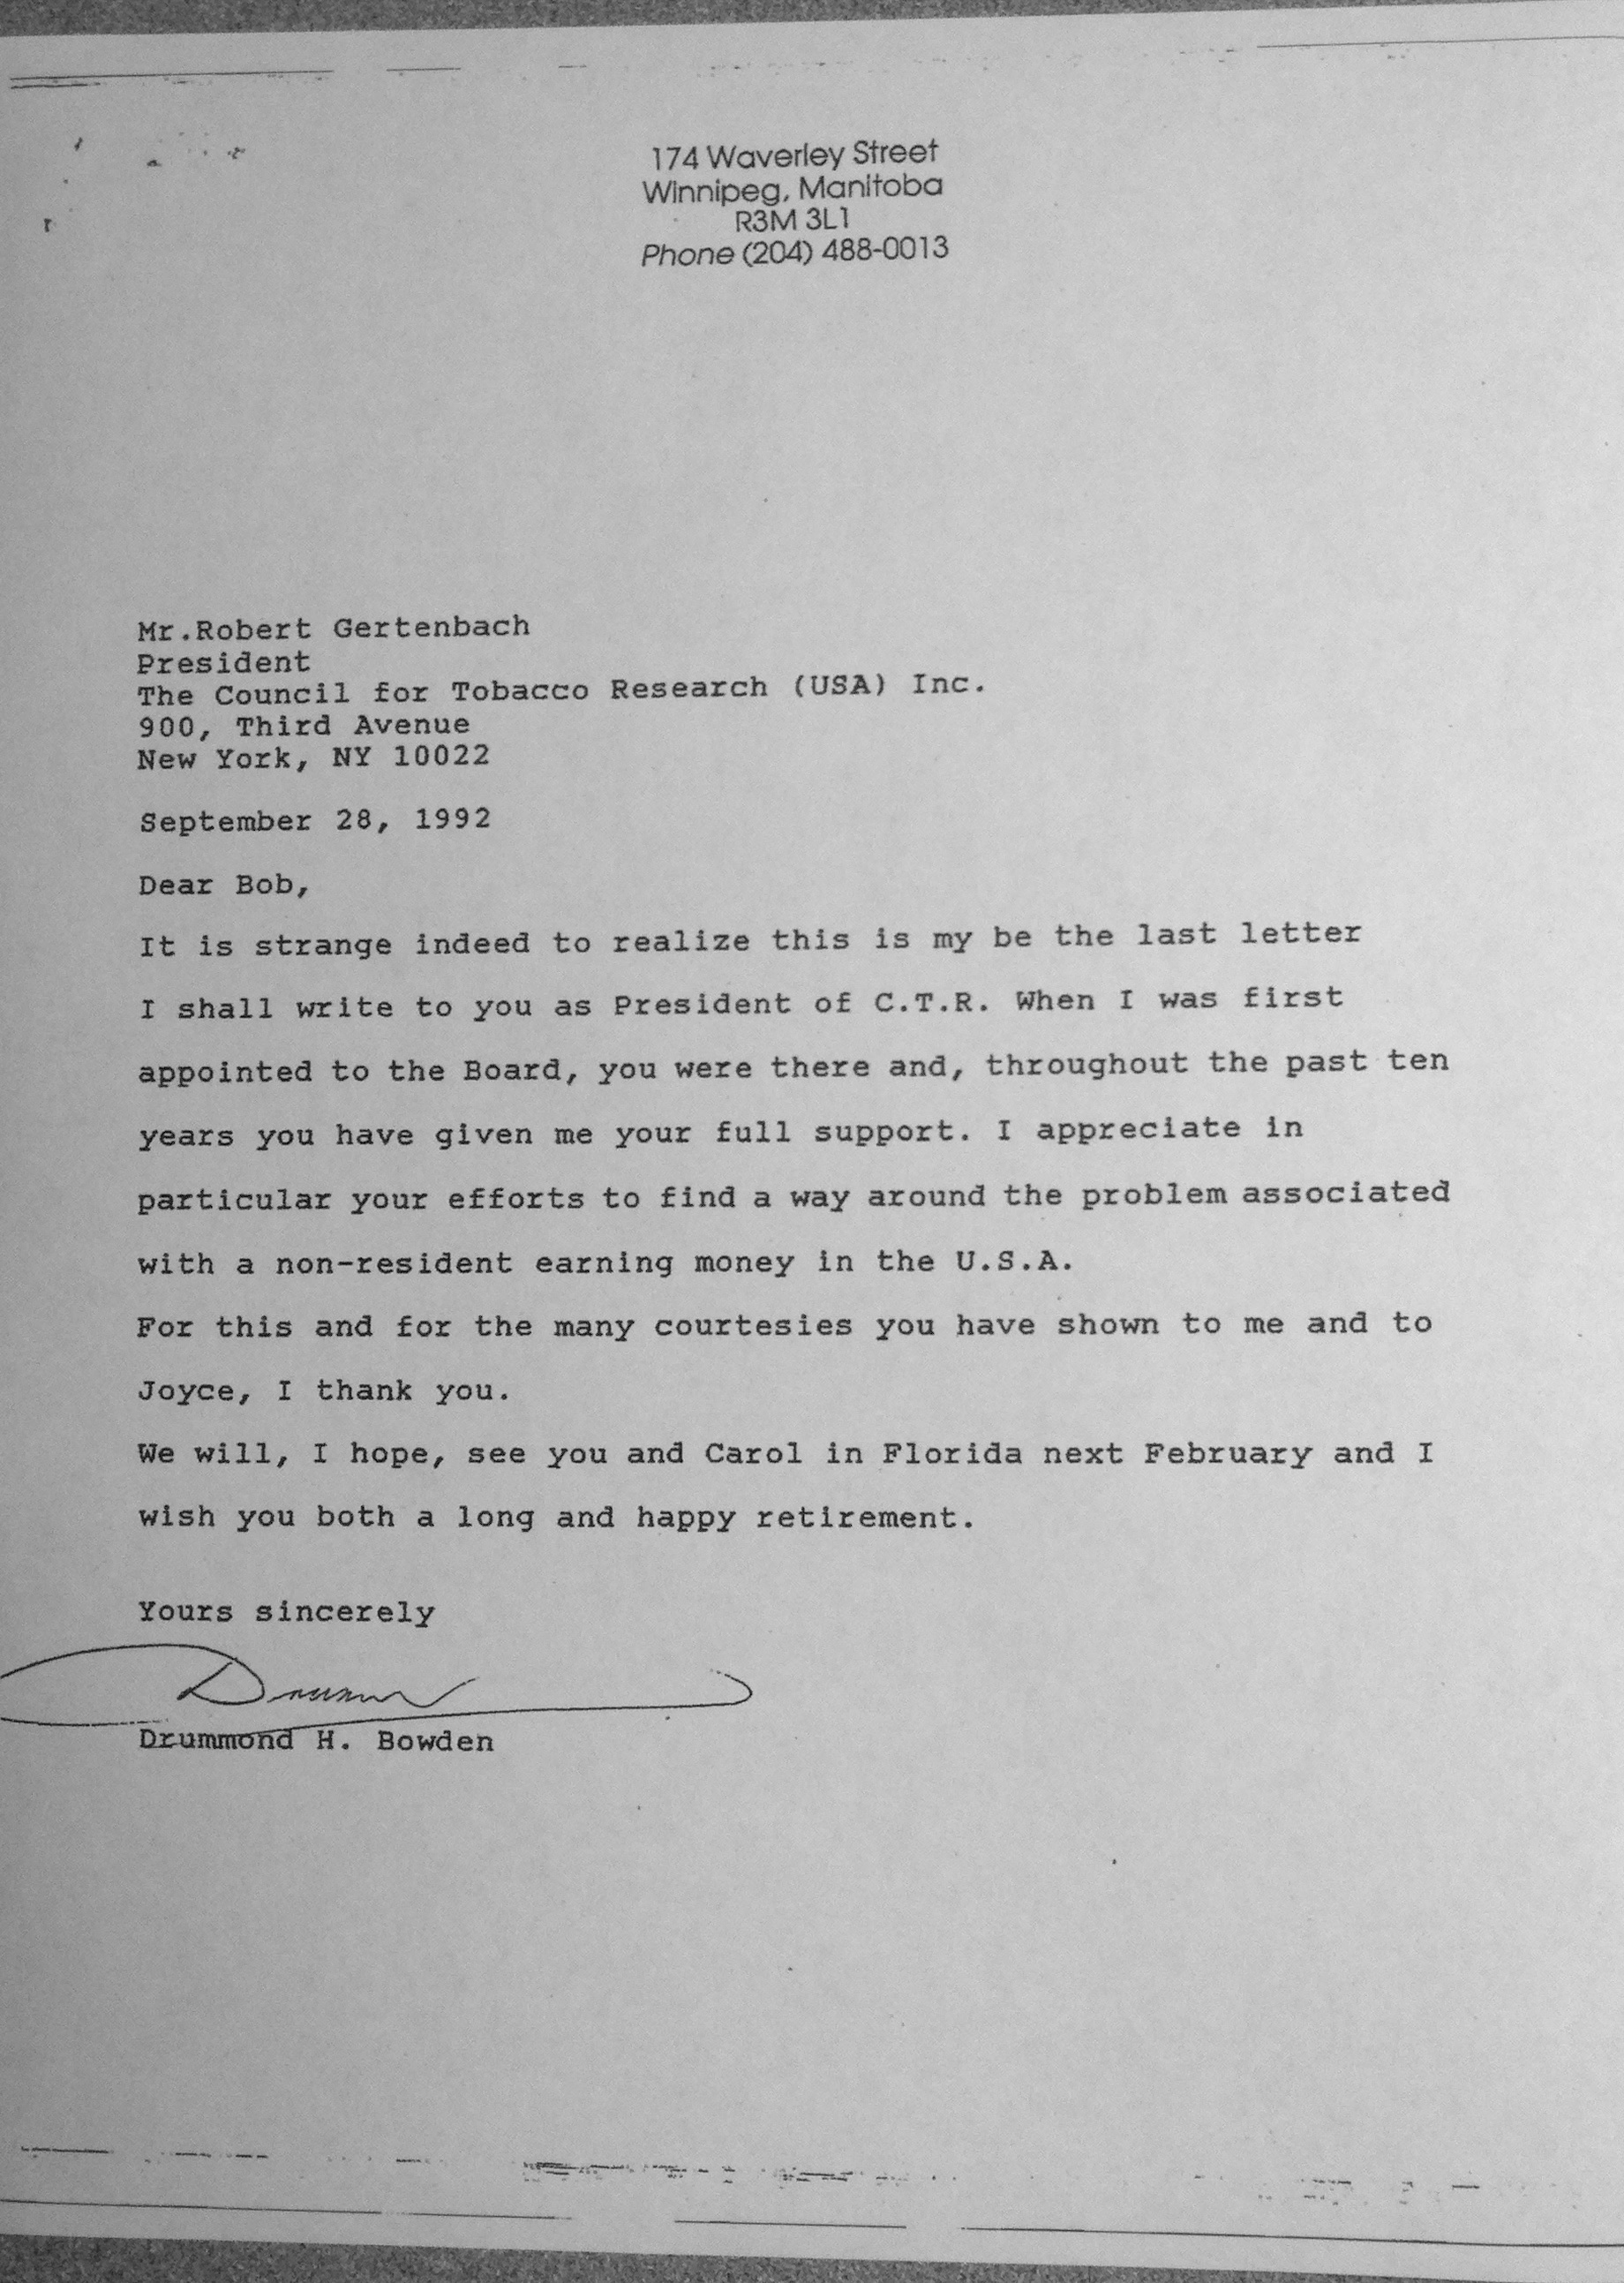 174 Waverley Street
Winnipeg, Manitoba
R3M 3L1
Phone (204) 488-0013
Mr.Robert Gertenbach
President
The Council for Tobacco Research (USA) Inc.
900, Third Avenue
New York, NY 10022
September 28, 1992
Dear Bob,
It is strange indeed to realize this is my be the last letter
I shall write to you as President of C.T.R. When I was first
appointed to the Board, you were there and, throughout the past ten
years you have given me your full support. I appreciate in
particular your efforts to find a way around the problem associated
with a non-resident earning money in the U.S.A.
For this and for the many courtesies you have shown to me and to
Joyce, I thank you.
We will, I hope, see you and Carol in Florida next February and I
wish you both a long and happy retirement.
Yours sincerely
Drummond H. Bowden